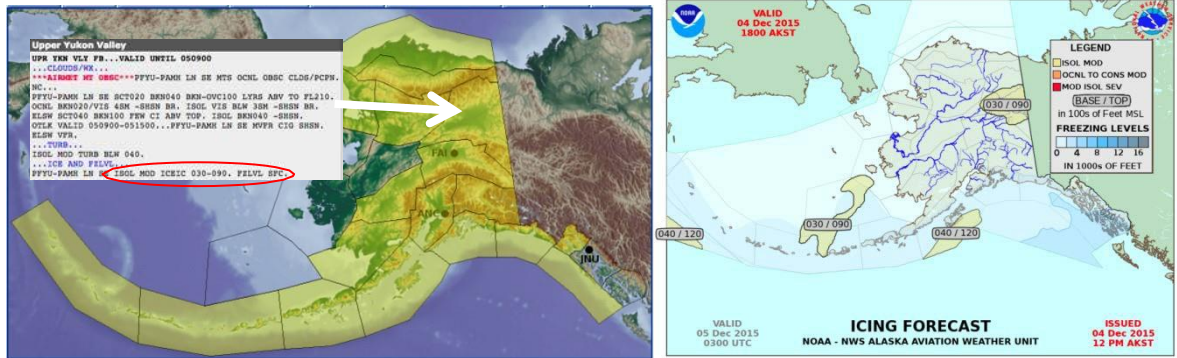 Upper Yukon Valley
UPR YKN VLY FB...VALID UNTIL 050900
...CLOUDS/WX...
***AIRMET MT OBSC***PFYU-PAMH LN SE MTS OCNL OBSC CLDS/PCPN.
NC...
PFYU-PAMH LN SE SCT020 BKN040 BKN-OVC100 LYRS ABV TO FL210.
OCNL BKN020/VIS 4SM -SHSN BR. ISOL VIS BLW 3SM -SHSN BR.
ELSW SCT040 BKN100 FEW CI ABV TOP. ISOL BKN040 -SHSN.
OTLK VALID 050900-051500...PFYU-PAMH LN SE MVFR CIG SHSN.
ELSW VFR.
...TURB...
ISOL MOD TURB BLW 040.
...ICE AND FZLVL...
PFYU-PAMH LN SE ISOL MOD ICEIC 030-090. FZLVL SFC.
FAI
ANC
JNU
NOAA
VALID
04 Dec 2015
1800 AKST
LEGEND
ISOL MOD
OCNL TO CONS MOD
MOD ISOL SEV
BASE / TOP
in 100s of Feet MSL
FREEZING LEVELS
0 4 8 12 16
IN 1000s OF FEET
030 / 090
030 / 090
040 / 120
040 / 120
VALID
05 Dec 2015
0300 UTC
ICING FORECAST
NOAA - NWS ALASKA AVIATION WEATHER UNIT
ISSUED
04 Dec 2015
12 PM AKST